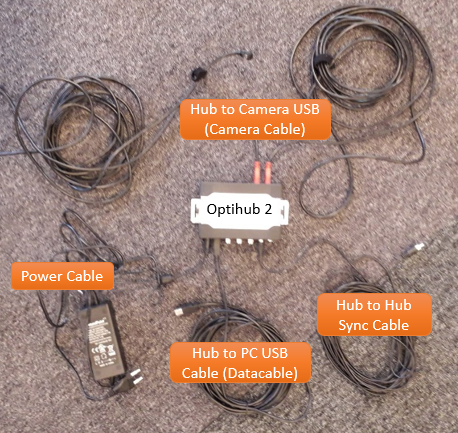 Hub to Camera USB
(Camera Cable)
Optihub 2
Power Cable
Hub to Hub
Sync Cable
Hub to PC USB
Cable (Datacable)